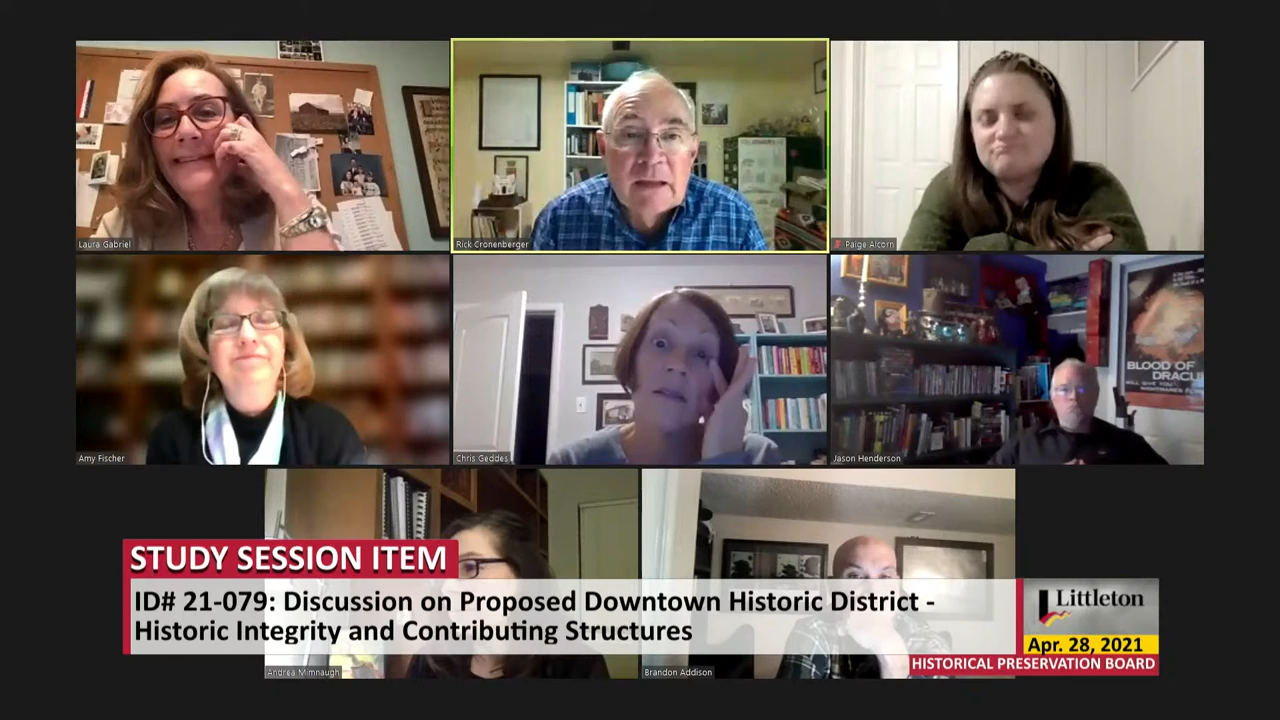 Laura Gabriel
Rick Cronenberger
Paige Alcorn
BLOOD OF
Amy Fischer
Chris Geddes
Jason Henderson
STUDY SESSION ITEM
ID# 21-079: Discussion on Proposed Downtown Historic District -
Historic Integrity and Contributing Structures
Littleton
Apr. 28, 2021
HISTORICAL PRESERVATION BOARD
Andrea Mimnaugh
Brandon Addison